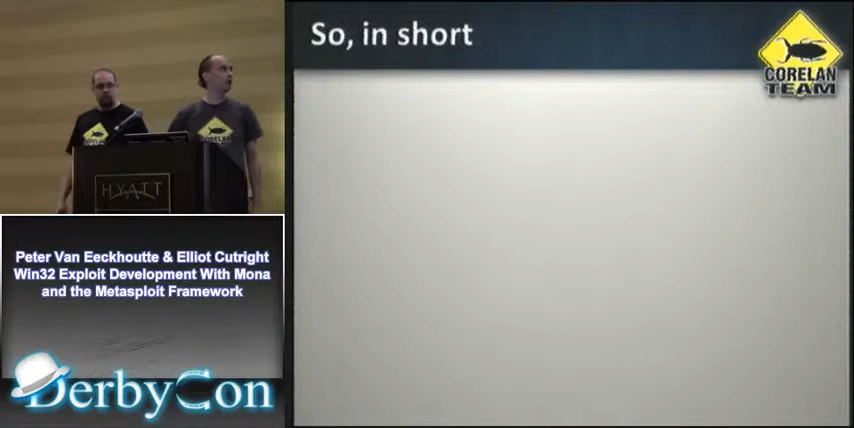 So, in short
CORELAN
TEAM
CORELAN
HYATT
Peter Van Eeckhoutte & Elliot Cutright
Win32 Exploit Development With Mona
and the Metasploit Framework
DerbyCon